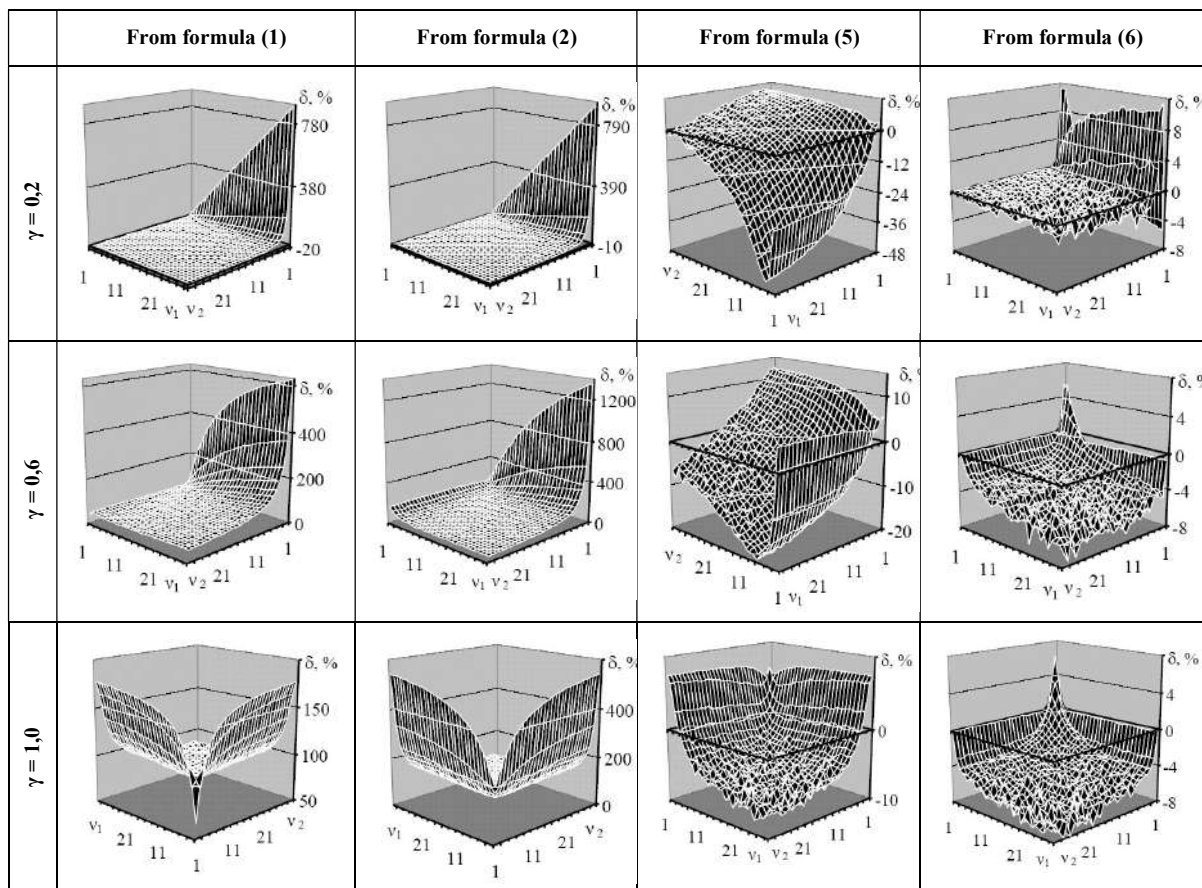 From formula (1) From formula (2) From formula (5) From formula (6)
γ = 0,2
δ, %
780
380
-20
1 11 21 ν₁ ν₂ 21 11 1
δ, %
790
390
-10
1 11 21 ν₁ ν₂ 21 11 1
δ, %
0
-12
-24
-36
-48
ν₂ 21 11 1 ν₁ 21 11 1
δ, %
8
4
0
-4
-8
1 11 21 ν₁ ν₂ 21 11 1
γ = 0,6
δ, %
400
200
0
1 11 21 ν₁ ν₂ 21 11 1
δ, %
1200
800
400
0
1 11 21 ν₁ ν₂ 21 11 1
δ, %
10
0
-10
-20
ν₂ 21 11 1 ν₁ 21 11 1
δ, %
4
0
-4
-8
1 11 21 ν₁ ν₂ 21 11 1
γ = 1,0
δ, %
150
100
50
ν₁ 21 11 1 11 21 ν₂
δ, %
400
200
0
ν₁ 21 11 1 11 21 ν₂
δ, %
0
-10
1 11 21 ν₁ ν₂ 21 11 1
δ, %
4
0
-4
-8
1 11 21 ν₁ ν₂ 21 11 1